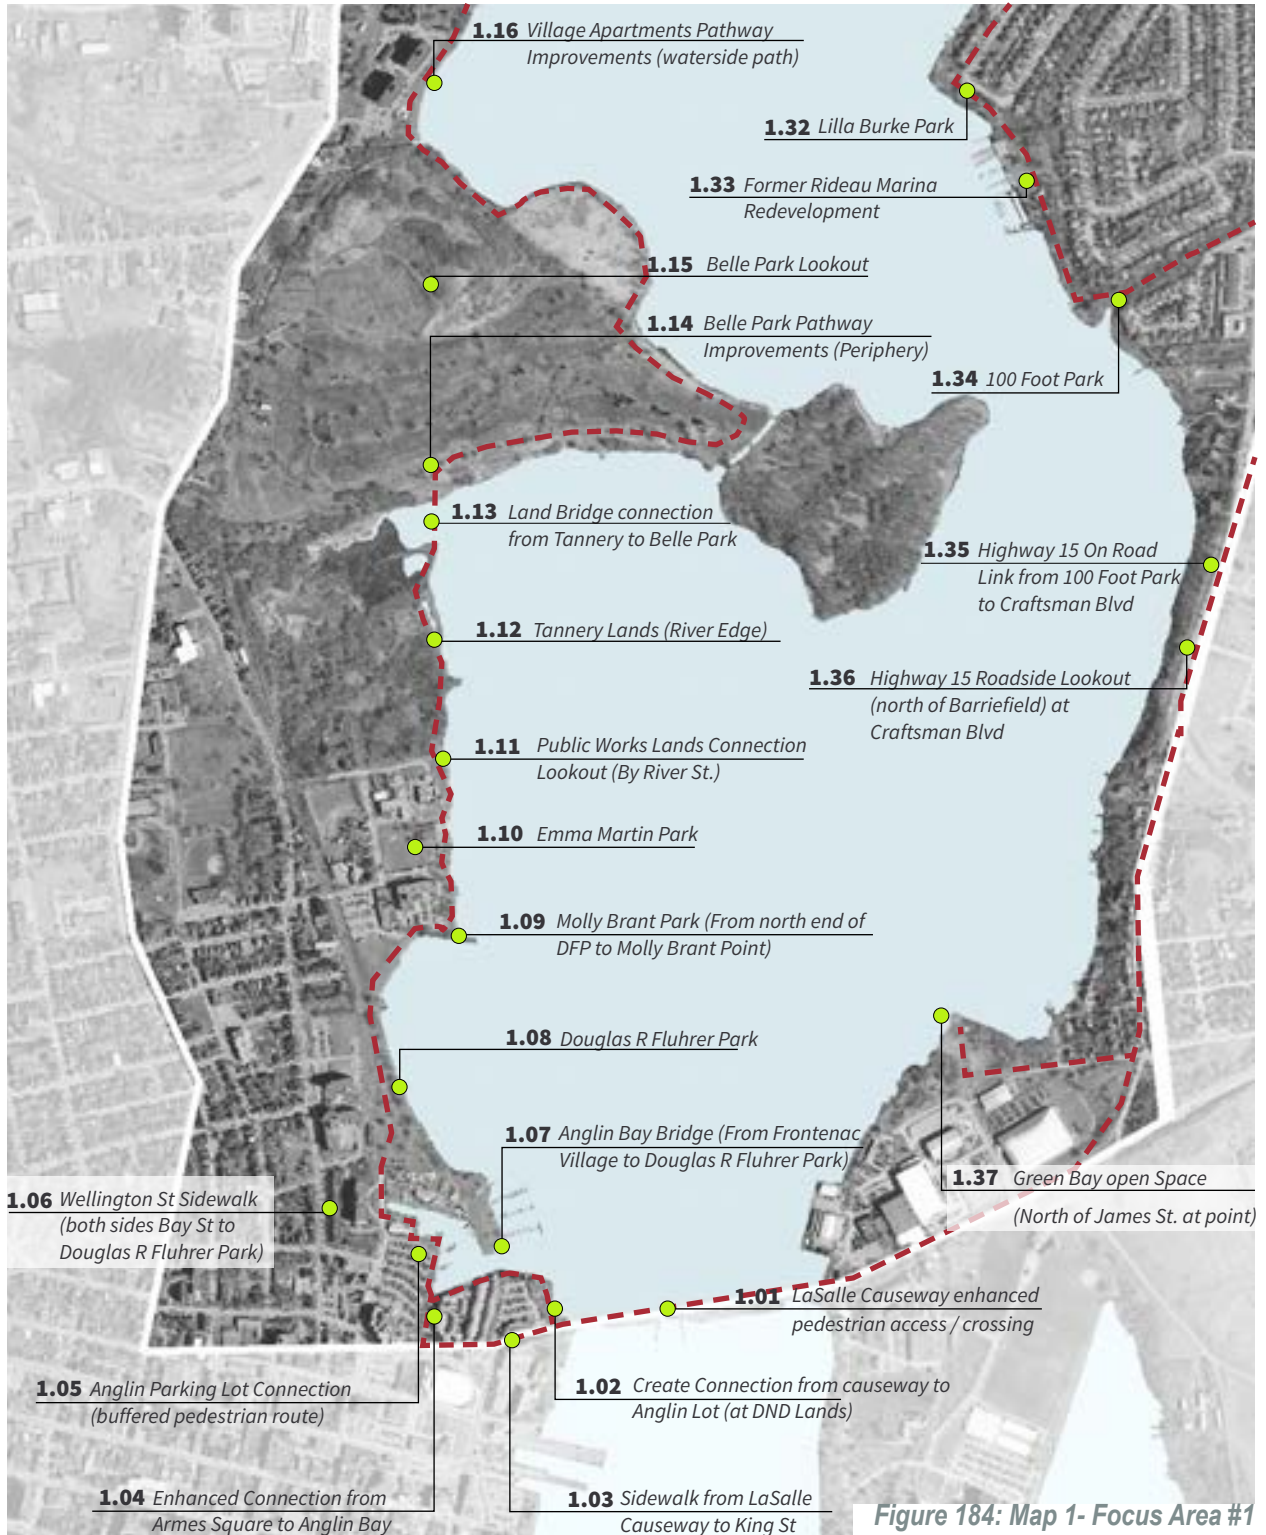 1.16 Village Apartments Pathway
Improvements (waterside path)
1.32 Lilla Burke Park
1.33 Former Rideau Marina
Redevelopment
1.15 Belle Park Lookout
1.14 Belle Park Pathway
Improvements (Periphery)
1.34 100 Foot Park
1.13 Land Bridge connection
from Tannery to Belle Park
1.35 Highway 15 On Road
Link from 100 Foot Park
to Craftsman Blvd
1.12 Tannery Lands (River Edge)
1.36 Highway 15 Roadside Lookout
(north of Barriefield) at
Craftsman Blvd
1.11 Public Works Lands Connection
Lookout (By River St.)
1.10 Emma Martin Park
1.09 Molly Brant Park (From north end of
DFP to Molly Brant Point)
1.08 Douglas R Fluhrer Park
1.07 Anglin Bay Bridge (From Frontenac
Village to Douglas R Fluhrer Park)
1.37 Green Bay open Space
(North of James St. at point)
1.06 Wellington St Sidewalk
(both sides Bay St to
Douglas R Fluhrer Park)
1.01 LaSalle Causeway enhanced
pedestrian access / crossing
1.05 Anglin Parking Lot Connection
(buffered pedestrian route)
1.02 Create Connection from causeway to
Anglin Lot (at DND Lands)
1.04 Enhanced Connection from
Armes Square to Anglin Bay
1.03 Sidewalk from LaSalle
Causeway to King St
Figure 184: Map 1- Focus Area #1